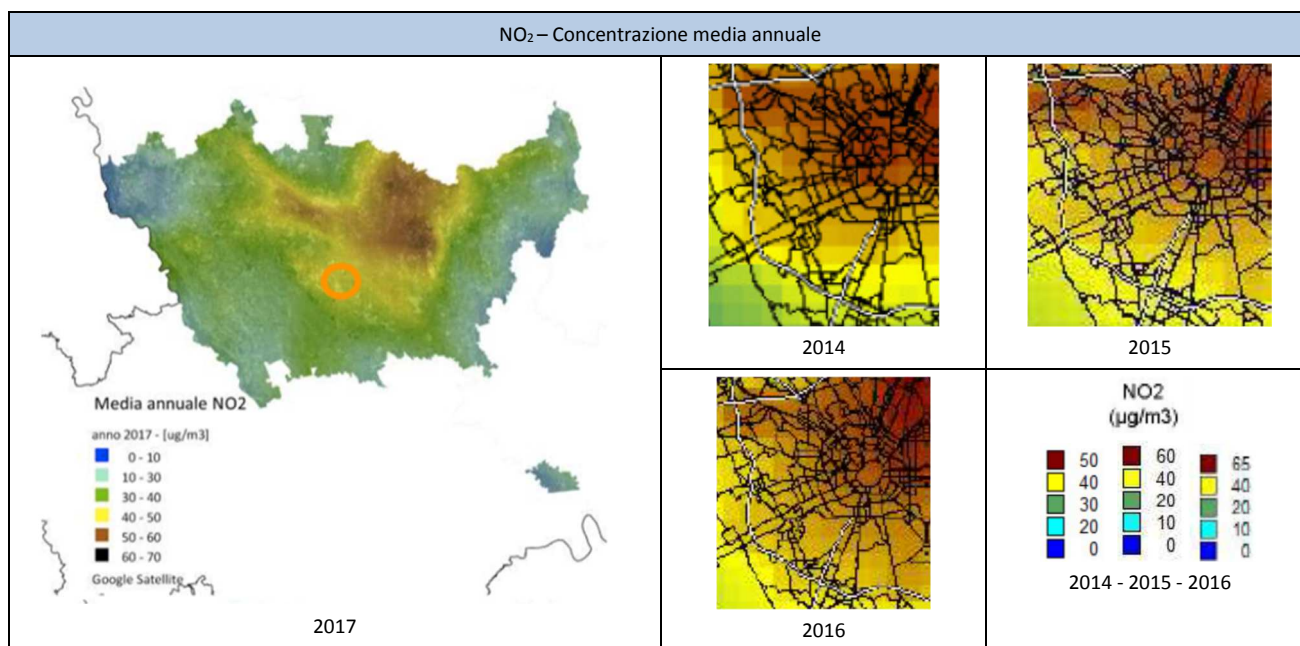 NO₂ – Concentrazione media annuale
Media annuale NO2
anno 2017 - [ug/m3]
0 - 10
10 - 30
30 - 40
40 - 50
50 - 60
60 - 70
Google Satellite
2017
2014
2015
2016
NO2
(µg/m3)
50 60 65
40 40 40
30 20 20
20 10 10
0 0 0
2014 - 2015 - 2016